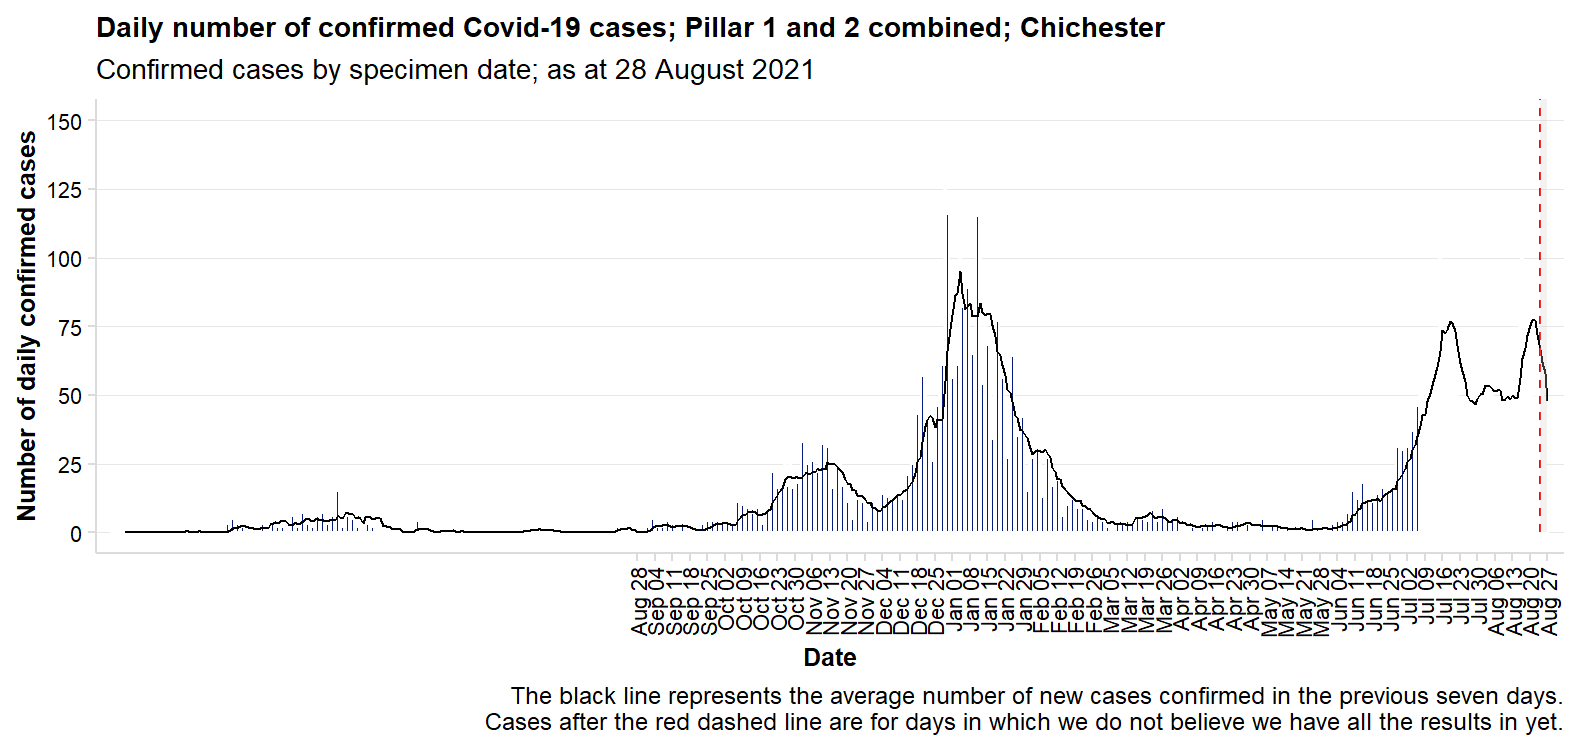 Daily number of confirmed Covid-19 cases; Pillar 1 and 2 combined; Chichester
Confirmed cases by specimen date; as at 28 August 2021
Number of daily confirmed cases
150
125
100
75
50
25
0
Aug 28
Sep 04
Sep 11
Sep 18
Sep 25
Oct 02
Oct 09
Oct 16
Oct 23
Oct 30
Nov 06
Nov 13
Nov 20
Nov 27
Dec 04
Dec 11
Dec 18
Dec 25
Jan 01
Jan 08
Jan 15
Jan 22
Jan 29
Feb 05
Feb 12
Feb 19
Feb 26
Mar 05
Mar 12
Mar 19
Mar 26
Apr 02
Apr 09
Apr 16
Apr 23
Apr 30
May 07
May 14
May 21
May 28
Jun 04
Jun 11
Jun 18
Jun 25
Jul 02
Jul 09
Jul 16
Jul 23
Jul 30
Aug 06
Aug 13
Aug 20
Aug 27
Date
The black line represents the average number of new cases confirmed in the previous seven days.
Cases after the red dashed line are for days in which we do not believe we have all the results in yet.